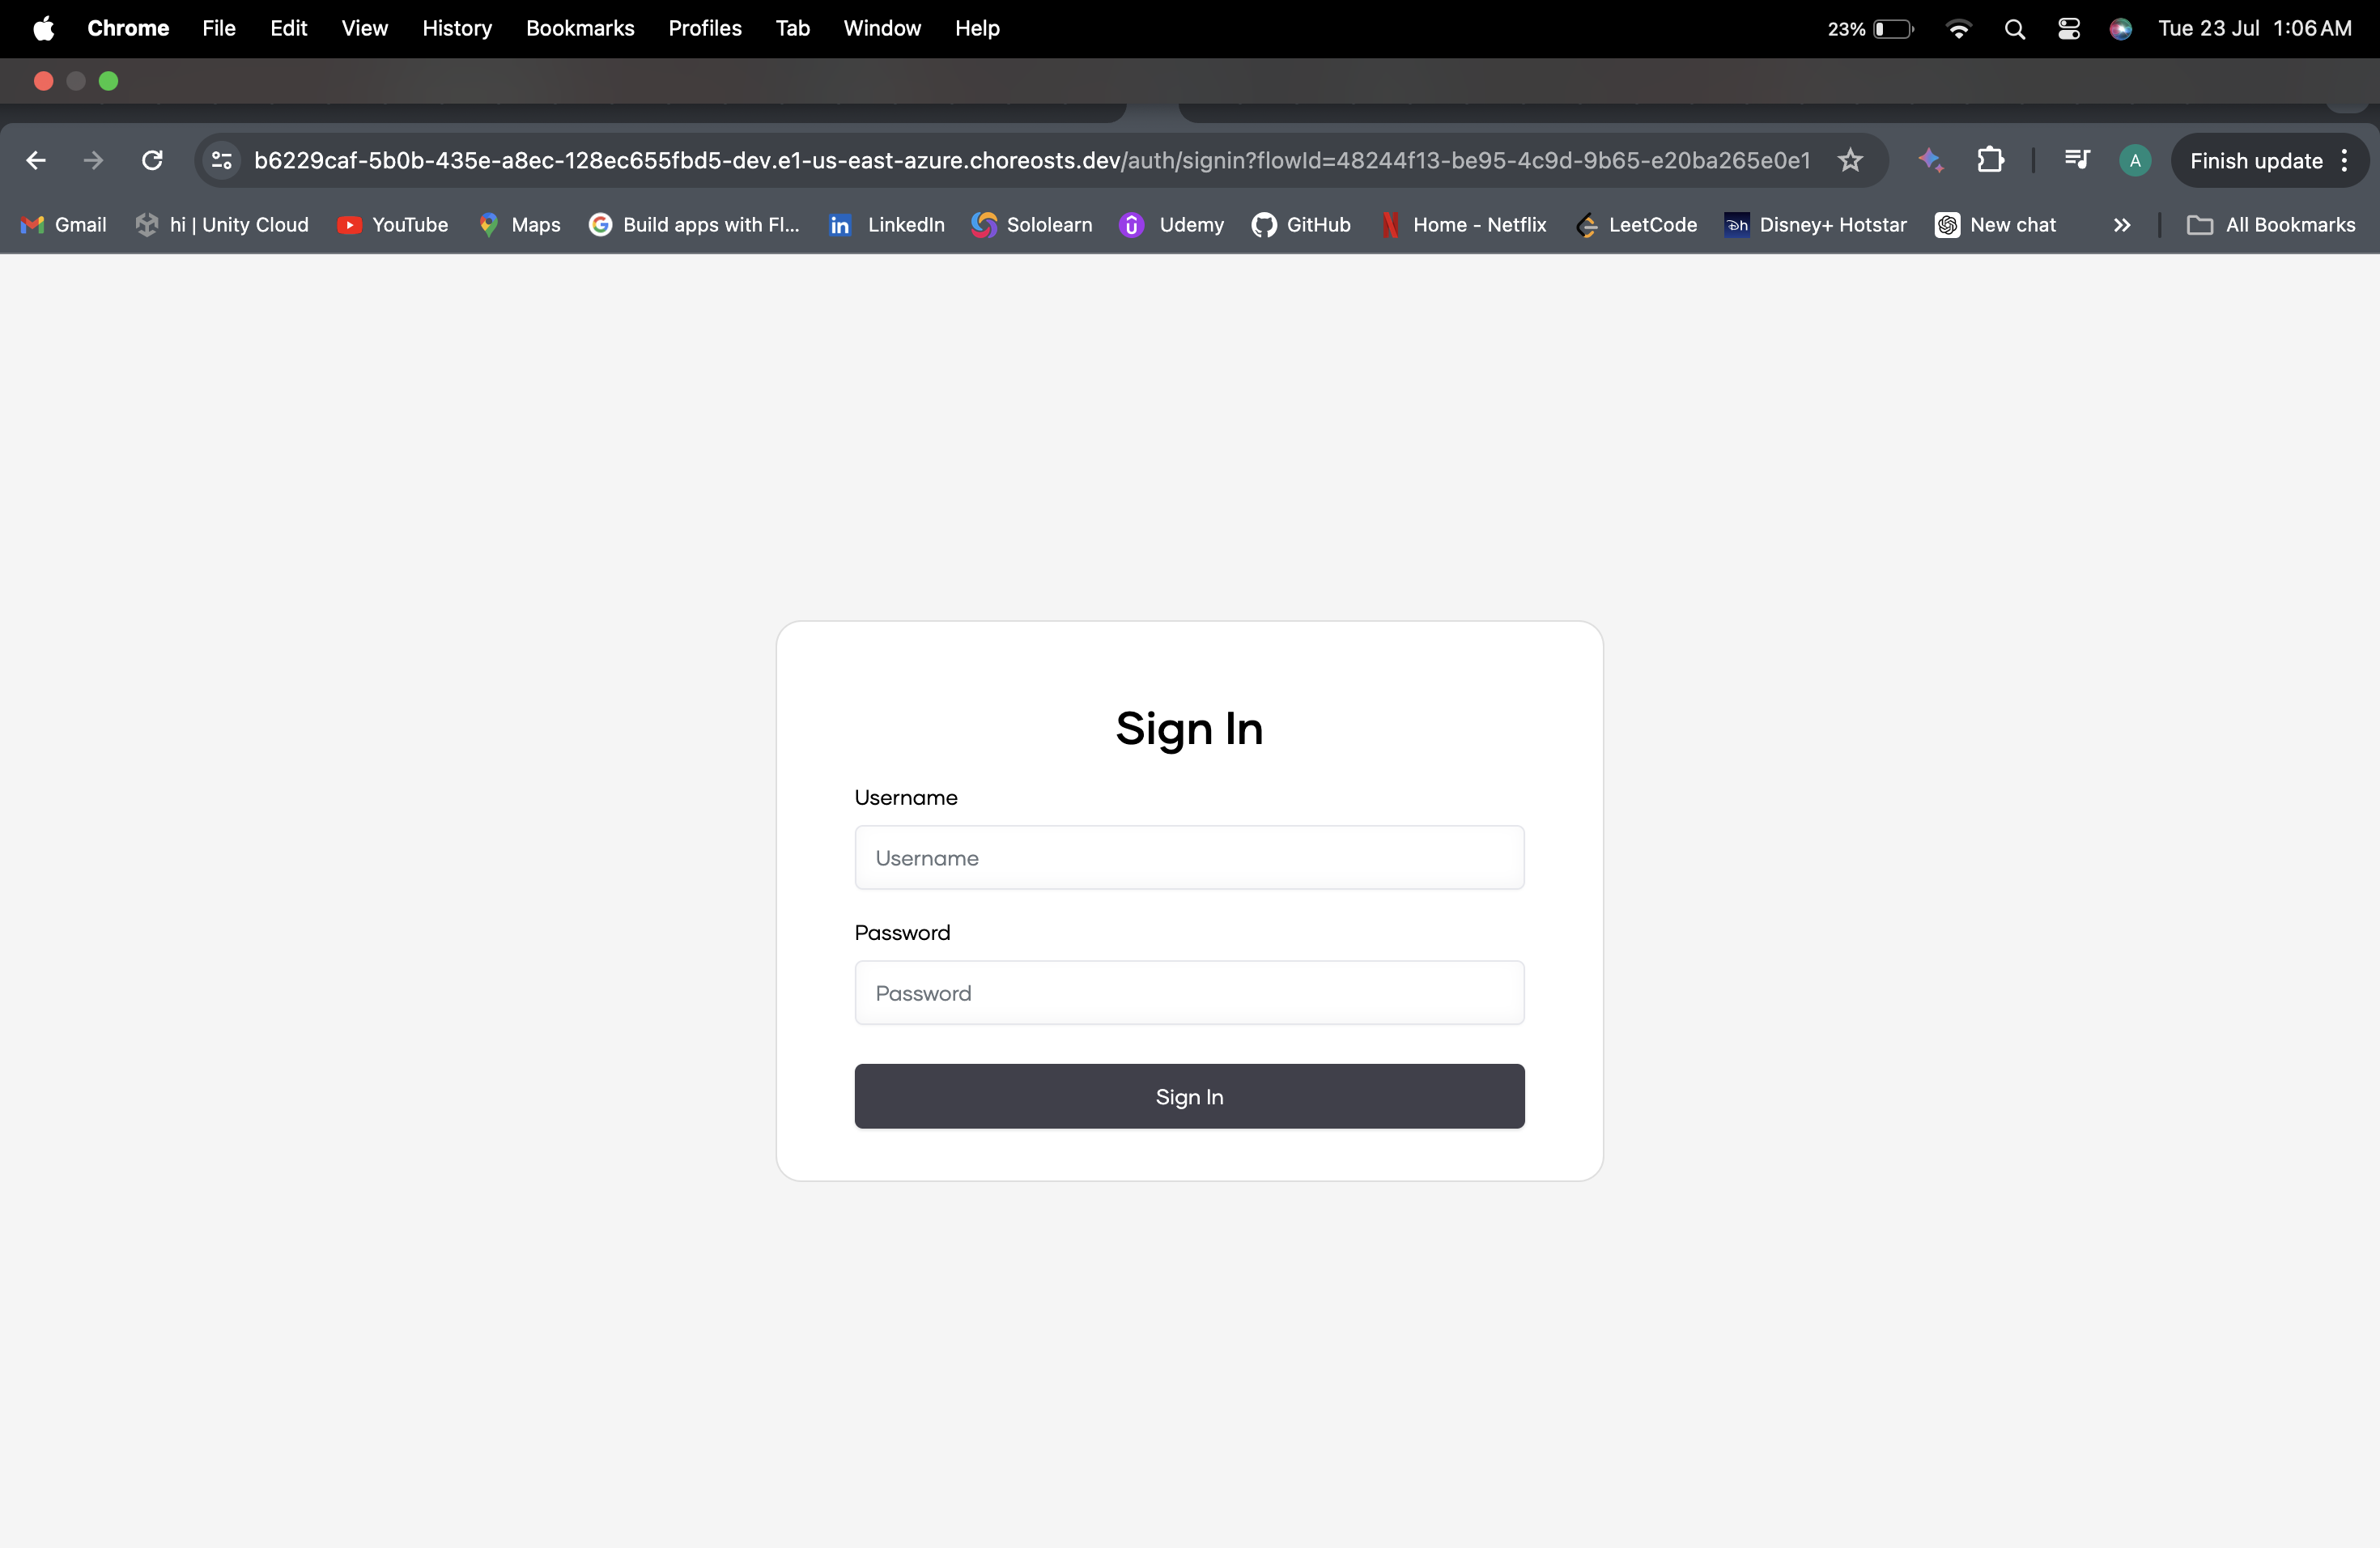 Chrome File Edit View History Bookmarks Profiles Tab Window Help 23% Tue 23 Jul 1:06 AM
b6229caf-5b0b-435e-a8ec-128ec655fbd5-dev.e1-us-east-azure.choreosts.dev/auth/signin?flowId=48244f13-be95-4c9d-9b65-e20ba265e0e1 A Finish update
Gmail hi | Unity Cloud YouTube Maps Build apps with Fl... LinkedIn Sololearn Udemy GitHub Home - Netflix LeetCode Disney+ Hotstar New chat All Bookmarks
Sign In
Username
Username
Password
Password
Sign In